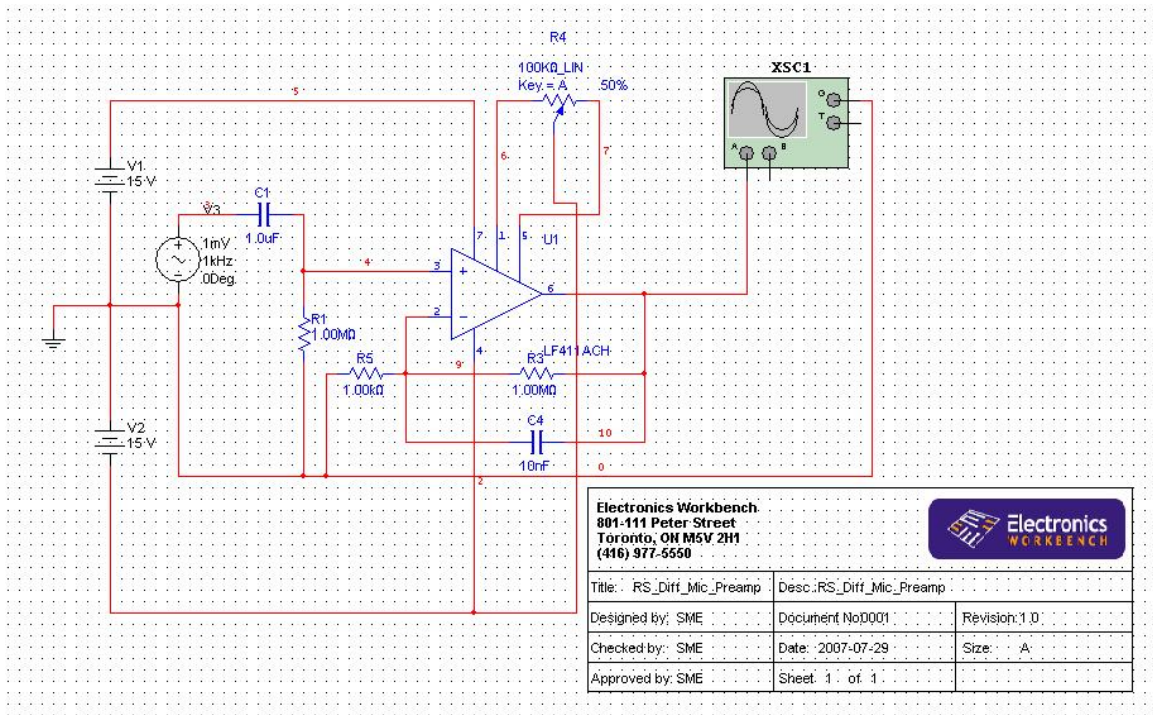 R4
100KΩ_LIN
Key = A 50%
XSC1
G
T
A B
5
6
7
V1
15 V
C1
1.0uF
3
V3
1mV
1kHz
0Deg
4
7 1 5 U1
3 +
2 −
6
4
R1
1.00MΩ
R5
1.00kΩ
9
R3 LF411ACH
1.00MΩ
V2
15 V
C4
10
10nF
0
2
Electronics Workbench
801-111 Peter Street
Toronto, ON M5V 2H1
(416) 977-5550
Electronics
WORKBENCH
Title: RS_Diff_Mic_Preamp Desc.:RS_Diff_Mic_Preamp
Designed by: SME Document No:0001 Revision:1.0
Checked by: SME Date: 2007-07-29 Size: A
Approved by: SME Sheet 1 of 1